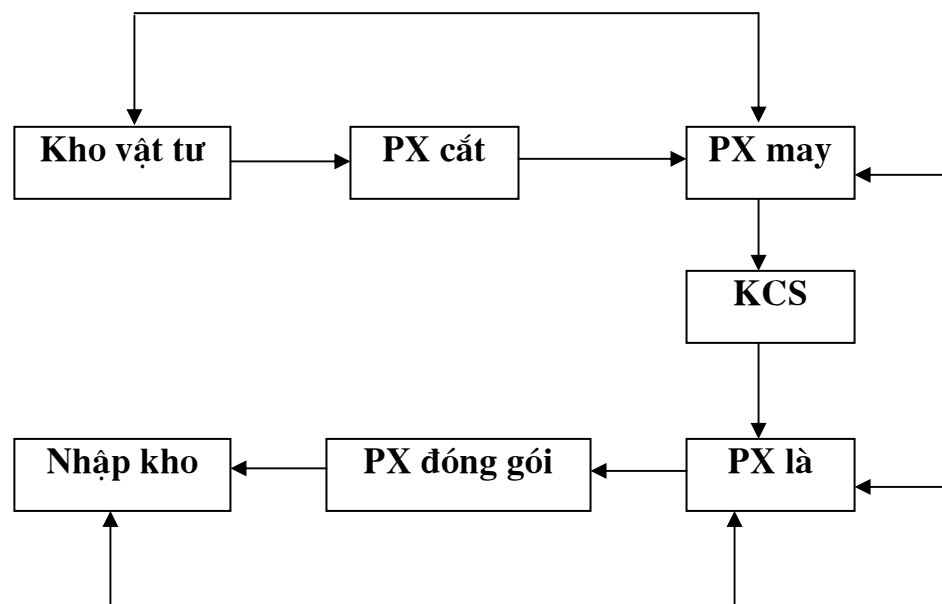 Kho vật tư
PX cắt
PX may
KCS
Nhập kho
PX đóng gói
PX là